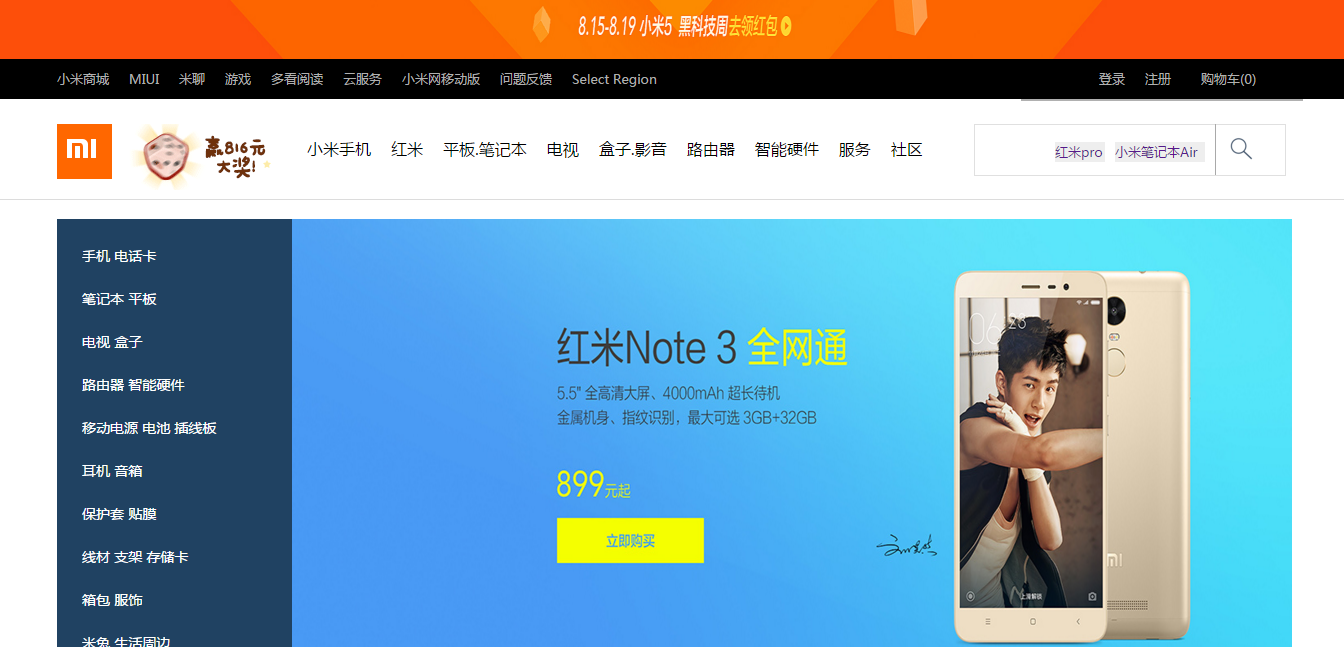 8.15-8.19 小米5 黑科技周去领红包
小米商城 MIUI 米聊 游戏 多看阅读 云服务 小米网移动版 问题反馈 Select Region 登录 注册 购物车(0)
MI 赢816元
大奖!
小米手机 红米 平板.笔记本 电视 盒子.影音 路由器 智能硬件 服务 社区 红米pro 小米笔记本Air
手机 电话卡
笔记本 平板
电视 盒子
路由器 智能硬件
移动电源 电池 插线板
耳机 音箱
保护套 贴膜
线材 支架 存储卡
箱包 服饰
米兔 生活周边
红米Note 3 全网通
5.5" 全高清大屏、4000mAh 超长待机
金属机身、指纹识别，最大可选 3GB+32GB
899元起
立即购买
06 28
上滑解锁
MI